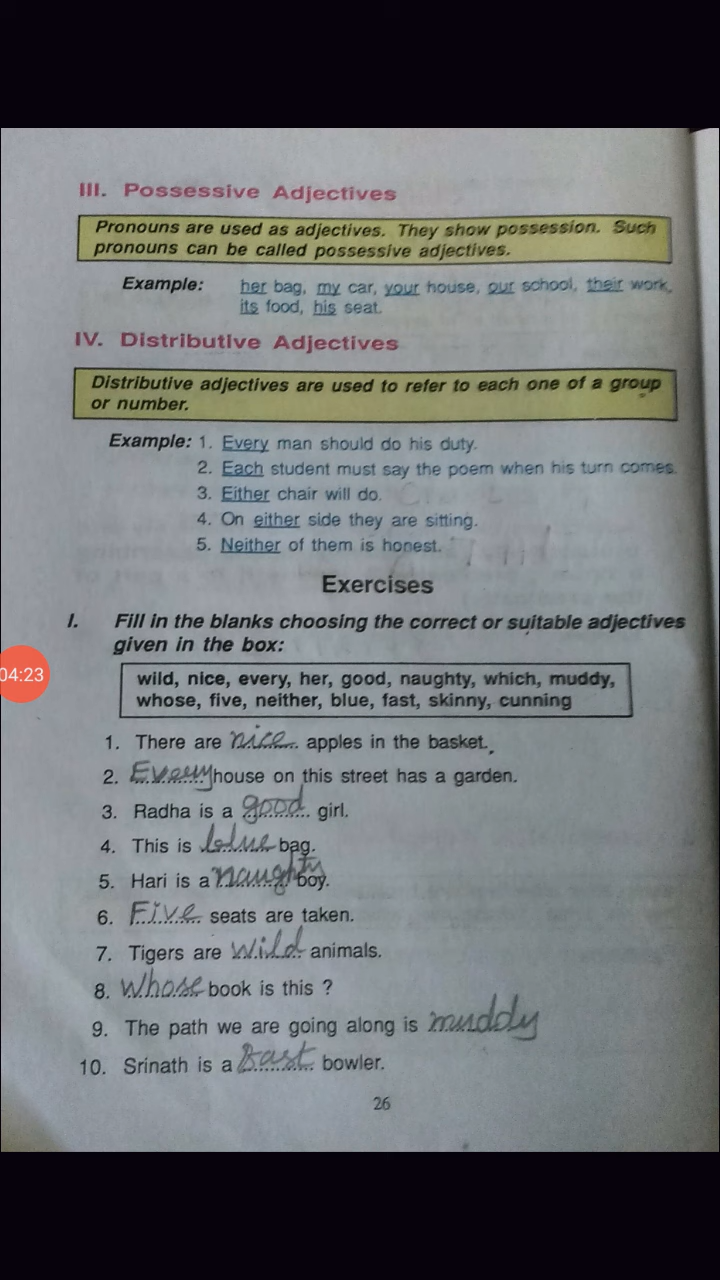 III. Possessive Adjectives
Pronouns are used as adjectives. They show possession. Such
pronouns can be called possessive adjectives.
Example: her bag, my car, your house, our school, their work,
its food, his seat.
IV. Distributive Adjectives
Distributive adjectives are used to refer to each one of a group
or number.
Example: 1. Every man should do his duty.
2. Each student must say the poem when his turn comes.
3. Either chair will do.
4. On either side they are sitting.
5. Neither of them is honest.
Exercises
I. Fill in the blanks choosing the correct or suitable adjectives
given in the box:
04:23
wild, nice, every, her, good, naughty, which, muddy,
whose, five, neither, blue, fast, skinny, cunning
1. There are nice apples in the basket.
2. Every house on this street has a garden.
3. Radha is a good girl.
4. This is blue bag.
5. Hari is a naughty boy.
6. Five seats are taken.
7. Tigers are wild animals.
8. Whose book is this ?
9. The path we are going along is muddy
10. Srinath is a fast bowler.
26